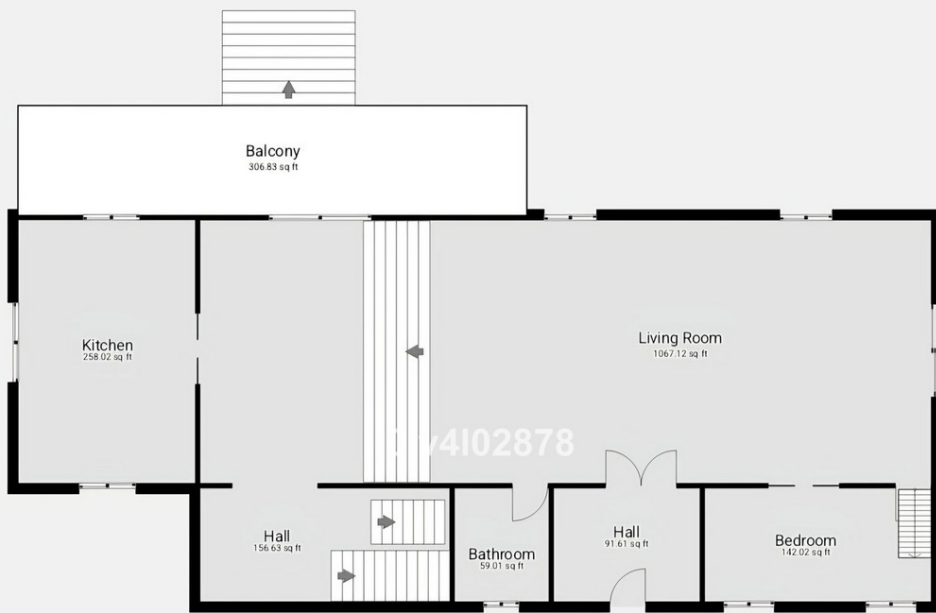 Balcony
306.83 sq ft
Kitchen
258.02 sq ft
Living Room
1067.12 sq ft
Hall
156.63 sq ft
Bathroom
59.01 sq ft
Hall
91.61 sq ft
Bedroom
142.02 sq ft